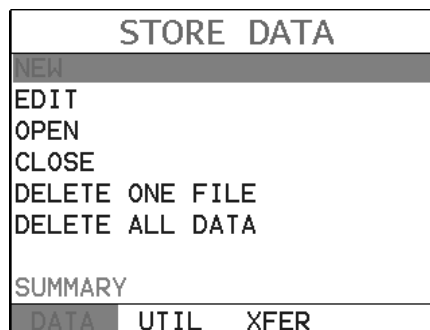 STORE DATA
NEW
EDIT
OPEN
CLOSE
DELETE ONE FILE
DELETE ALL DATA
SUMMARY
DATA UTIL XFER